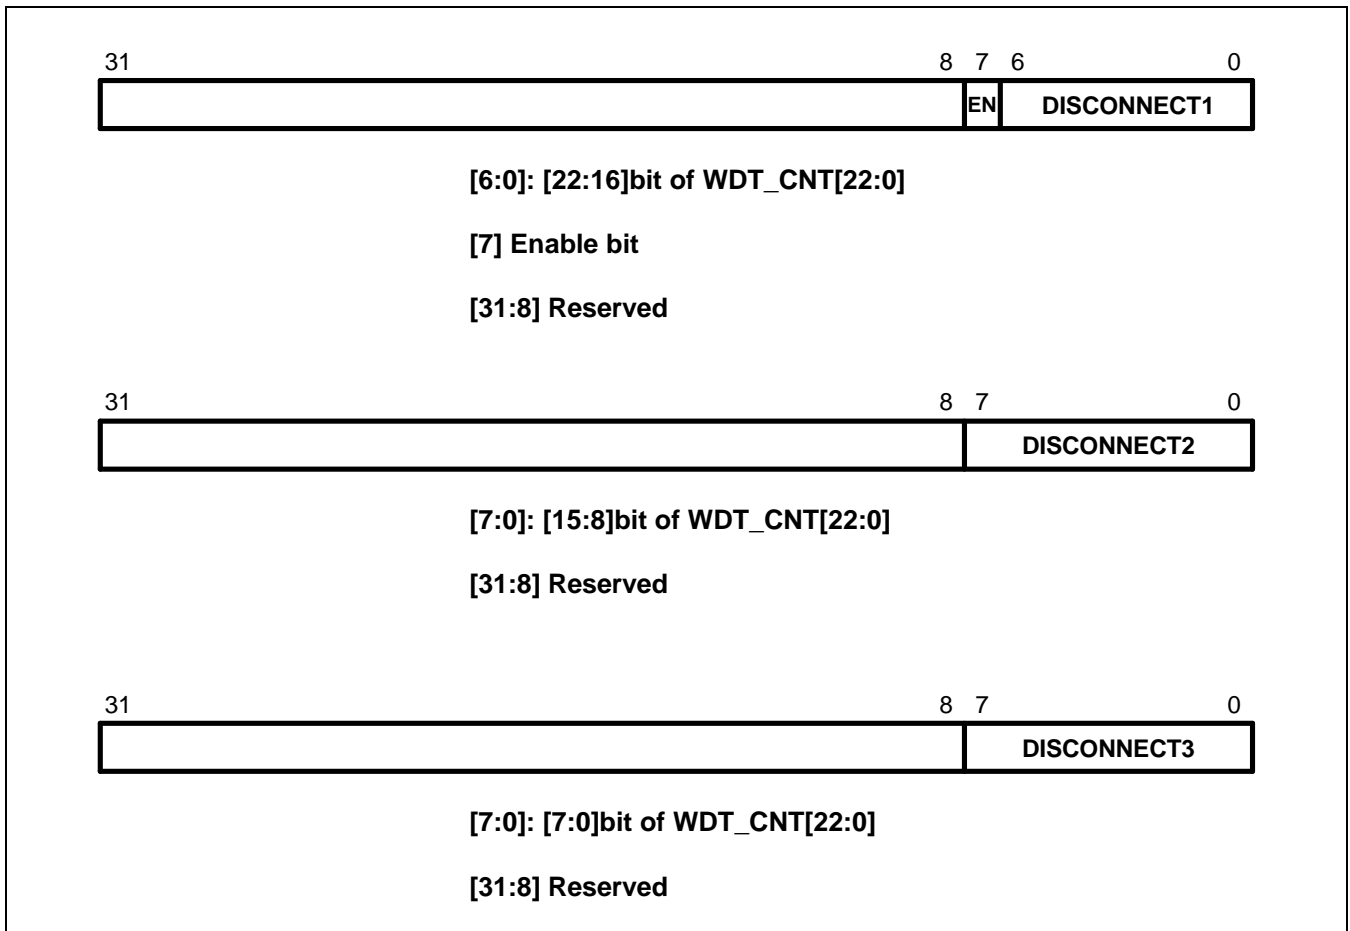 31 8 7 6 0
EN DISCONNECT1
[6:0]: [22:16]bit of WDT_CNT[22:0]
[7] Enable bit
[31:8] Reserved
31 8 7 0
DISCONNECT2
[7:0]: [15:8]bit of WDT_CNT[22:0]
[31:8] Reserved
31 8 7 0
DISCONNECT3
[7:0]: [7:0]bit of WDT_CNT[22:0]
[31:8] Reserved